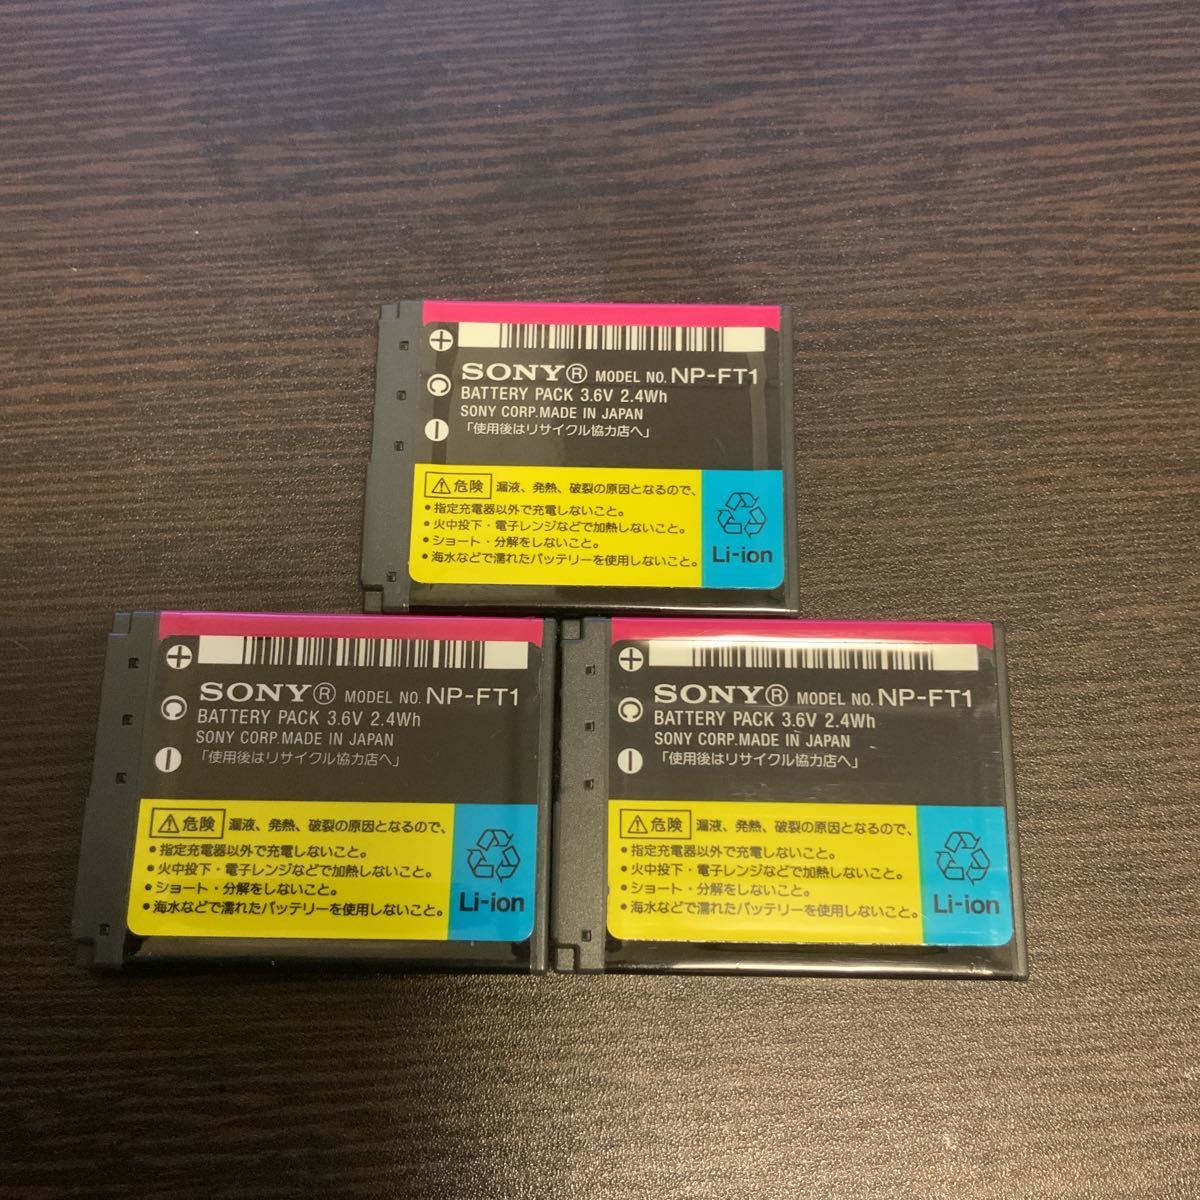 SONY® MODEL NO. NP-FT1
BATTERY PACK 3.6V 2.4Wh
SONY CORP. MADE IN JAPAN
「使用後はリサイクル協力店へ」
⚠危険 漏液、発熱、破裂の原因となるので、
・指定充電器以外で充電しないこと。
・火中投下・電子レンジなどで加熱しないこと。
・ショート・分解をしないこと。
・海水などで濡れたバッテリーを使用しないこと。
Li-ion
SONY® MODEL NO. NP-FT1
BATTERY PACK 3.6V 2.4Wh
SONY CORP. MADE IN JAPAN
「使用後はリサイクル協力店へ」
⚠危険 漏液、発熱、破裂の原因となるので、
・指定充電器以外で充電しないこと。
・火中投下・電子レンジなどで加熱しないこと。
・ショート・分解をしないこと。
・海水などで濡れたバッテリーを使用しないこと。
Li-ion
SONY® MODEL NO. NP-FT1
BATTERY PACK 3.6V 2.4Wh
SONY CORP. MADE IN JAPAN
「使用後はリサイクル協力店へ」
⚠危険 漏液、発熱、破裂の原因となるので、
・指定充電器以外で充電しないこと。
・火中投下・電子レンジなどで加熱しないこと。
・ショート・分解をしないこと。
・海水などで濡れたバッテリーを使用しないこと。
Li-ion